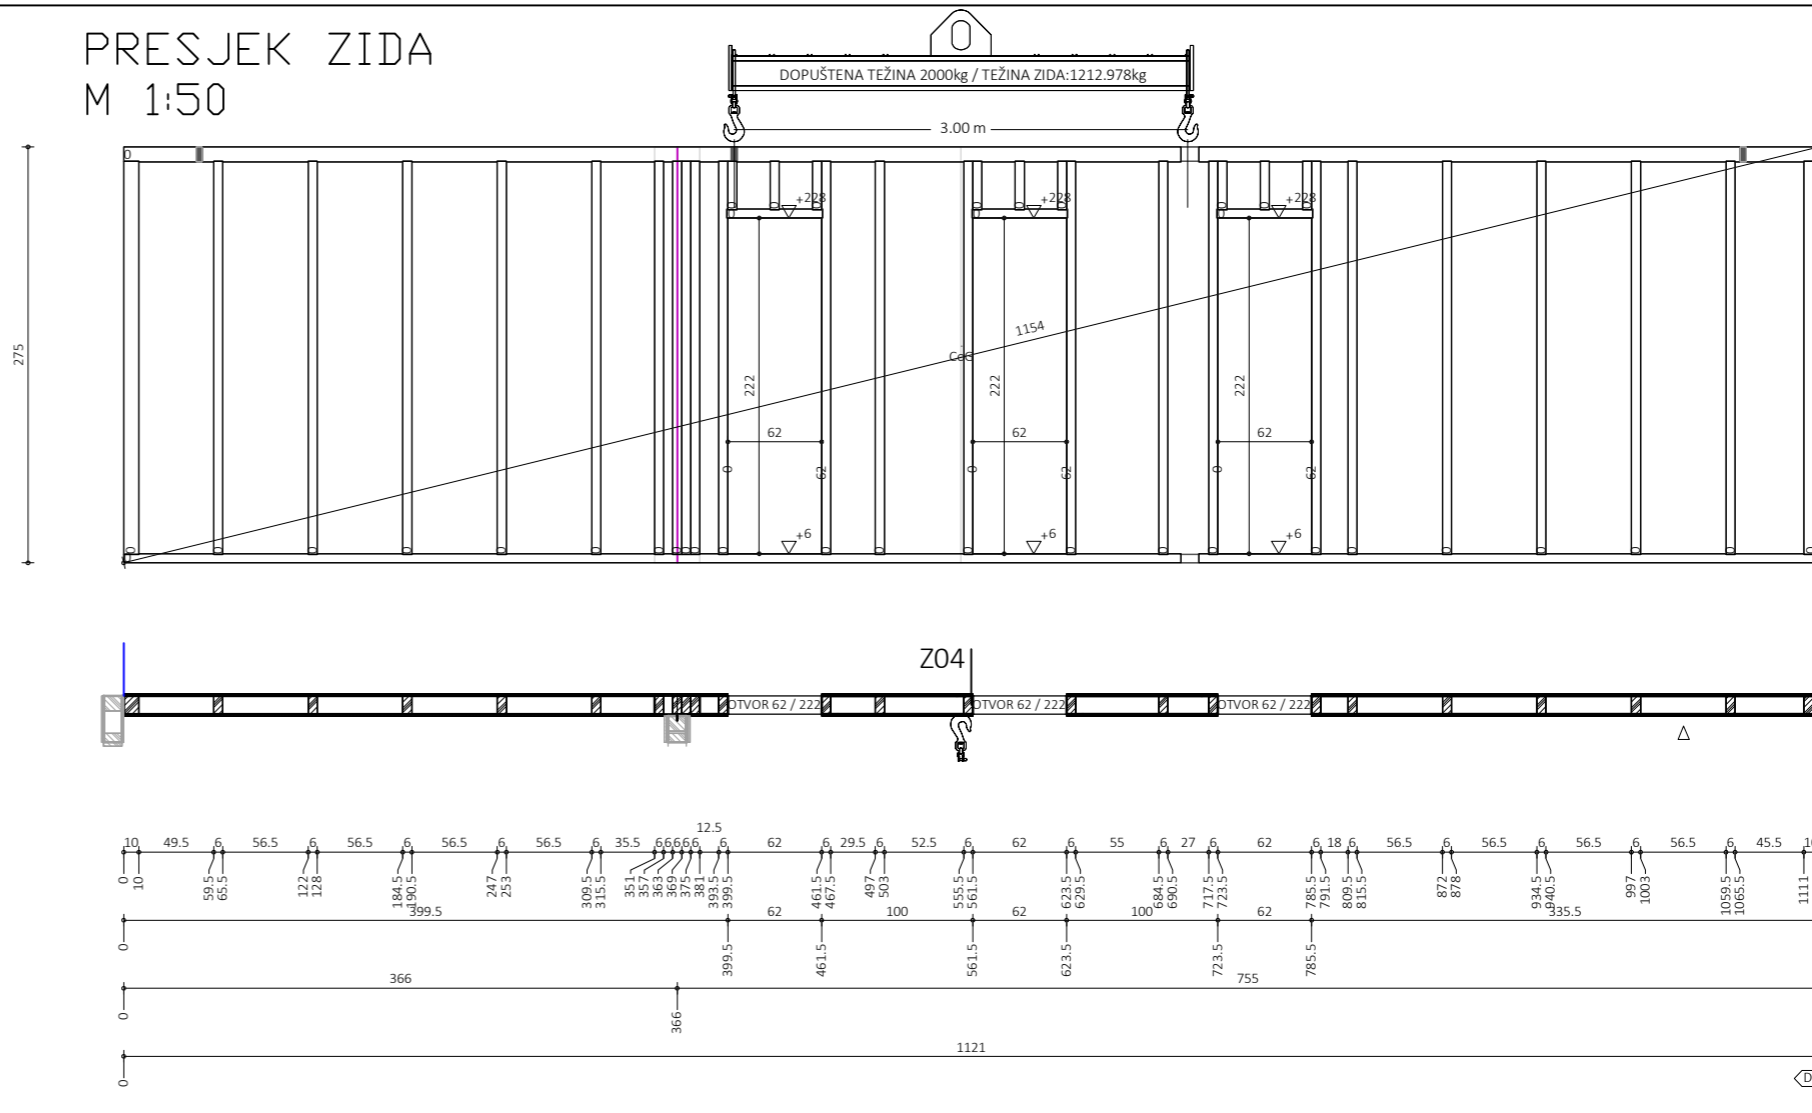 PRESJEK ZIDA
M 1:50
DOPUŠTENA TEŽINA 2000kg / TEŽINA ZIDA:1212.978kg
3.00 m
0
+228 +228 +228
0 0 0
275
1154
CoG
222 222 222
62 62 62
0 62 0 62 0 62
+6 +6 +6
Z04
OTVOR 62 / 222 OTVOR 62 / 222 OTVOR 62 / 222
12.5
10 49.5 6 56.5 6 56.5 6 56.5 6 56.5 6 35.5 6 6 6 6 6 62 6 29.5 6 52.5 6 62 6 55 6 27 6 62 6 18 6 56.5 6 56.5 6 56.5 6 56.5 6 45.5
0 10 59.5 65.5 122 128 184.5 190.5 247 253 309.5 315.5 351 357 363 369 375 381 393.5 399.5 461.5 467.5 497 503 555.5 561.5 623.5 629.5 684.5 690.5 717.5 723.5 785.5 791.5 809.5 815.5 872 878 934.5 940.5 997 1003 1059.5 1065.5 1111
399.5 62 100 62 100 62 335.5
0 399.5 461.5 561.5 623.5 723.5 785.5
366 755
0 366
1121
0
D